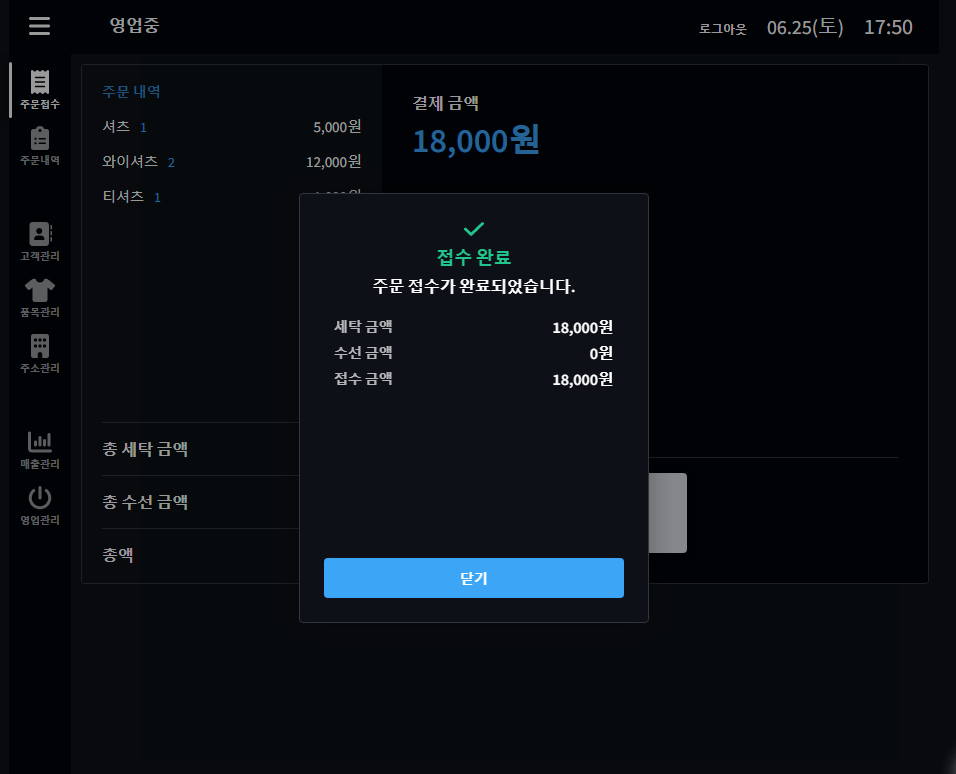 영업중
로그아웃 06.25(토) 17:50
주문접수
주문내역
고객관리
품목관리
주소관리
매출관리
영업관리
주문 내역
셔츠 1 5,000원
와이셔츠 2 12,000원
티셔츠 1
총 세탁 금액
총 수선 금액
총액
결제 금액
18,000원
접수 완료
주문 접수가 완료되었습니다.
세탁 금액 18,000원
수선 금액 0원
접수 금액 18,000원
닫기